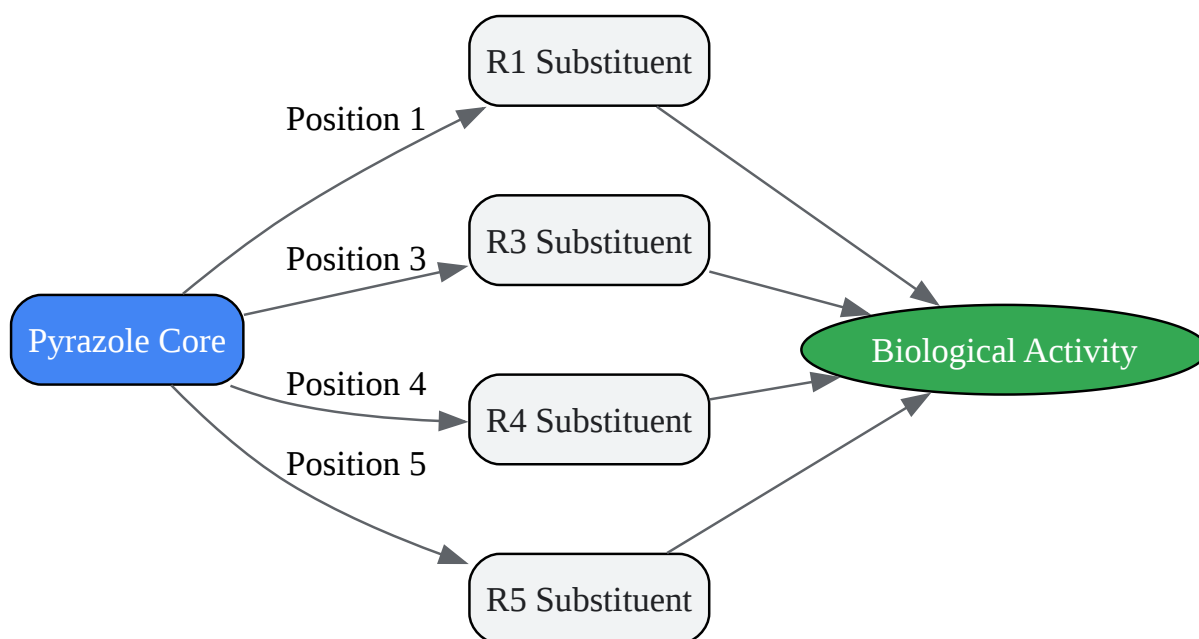 R1 Substituent
Position 1
R3 Substituent
Position 3
Pyrazole Core
Biological Activity
Position 4
R4 Substituent
Position 5
R5 Substituent